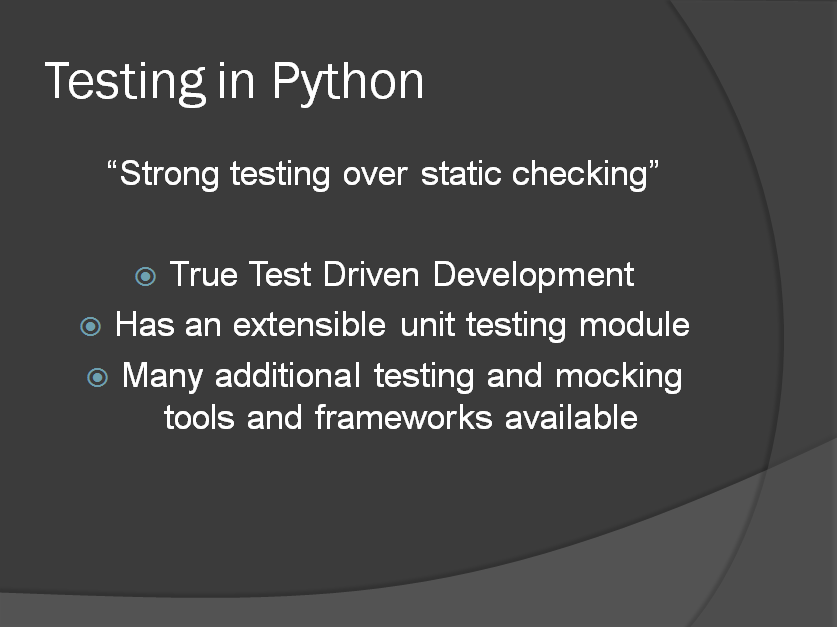 Testing in Python
“Strong testing over static checking”
True Test Driven Development
Has an extensible unit testing module
Many additional testing and mocking
tools and frameworks available